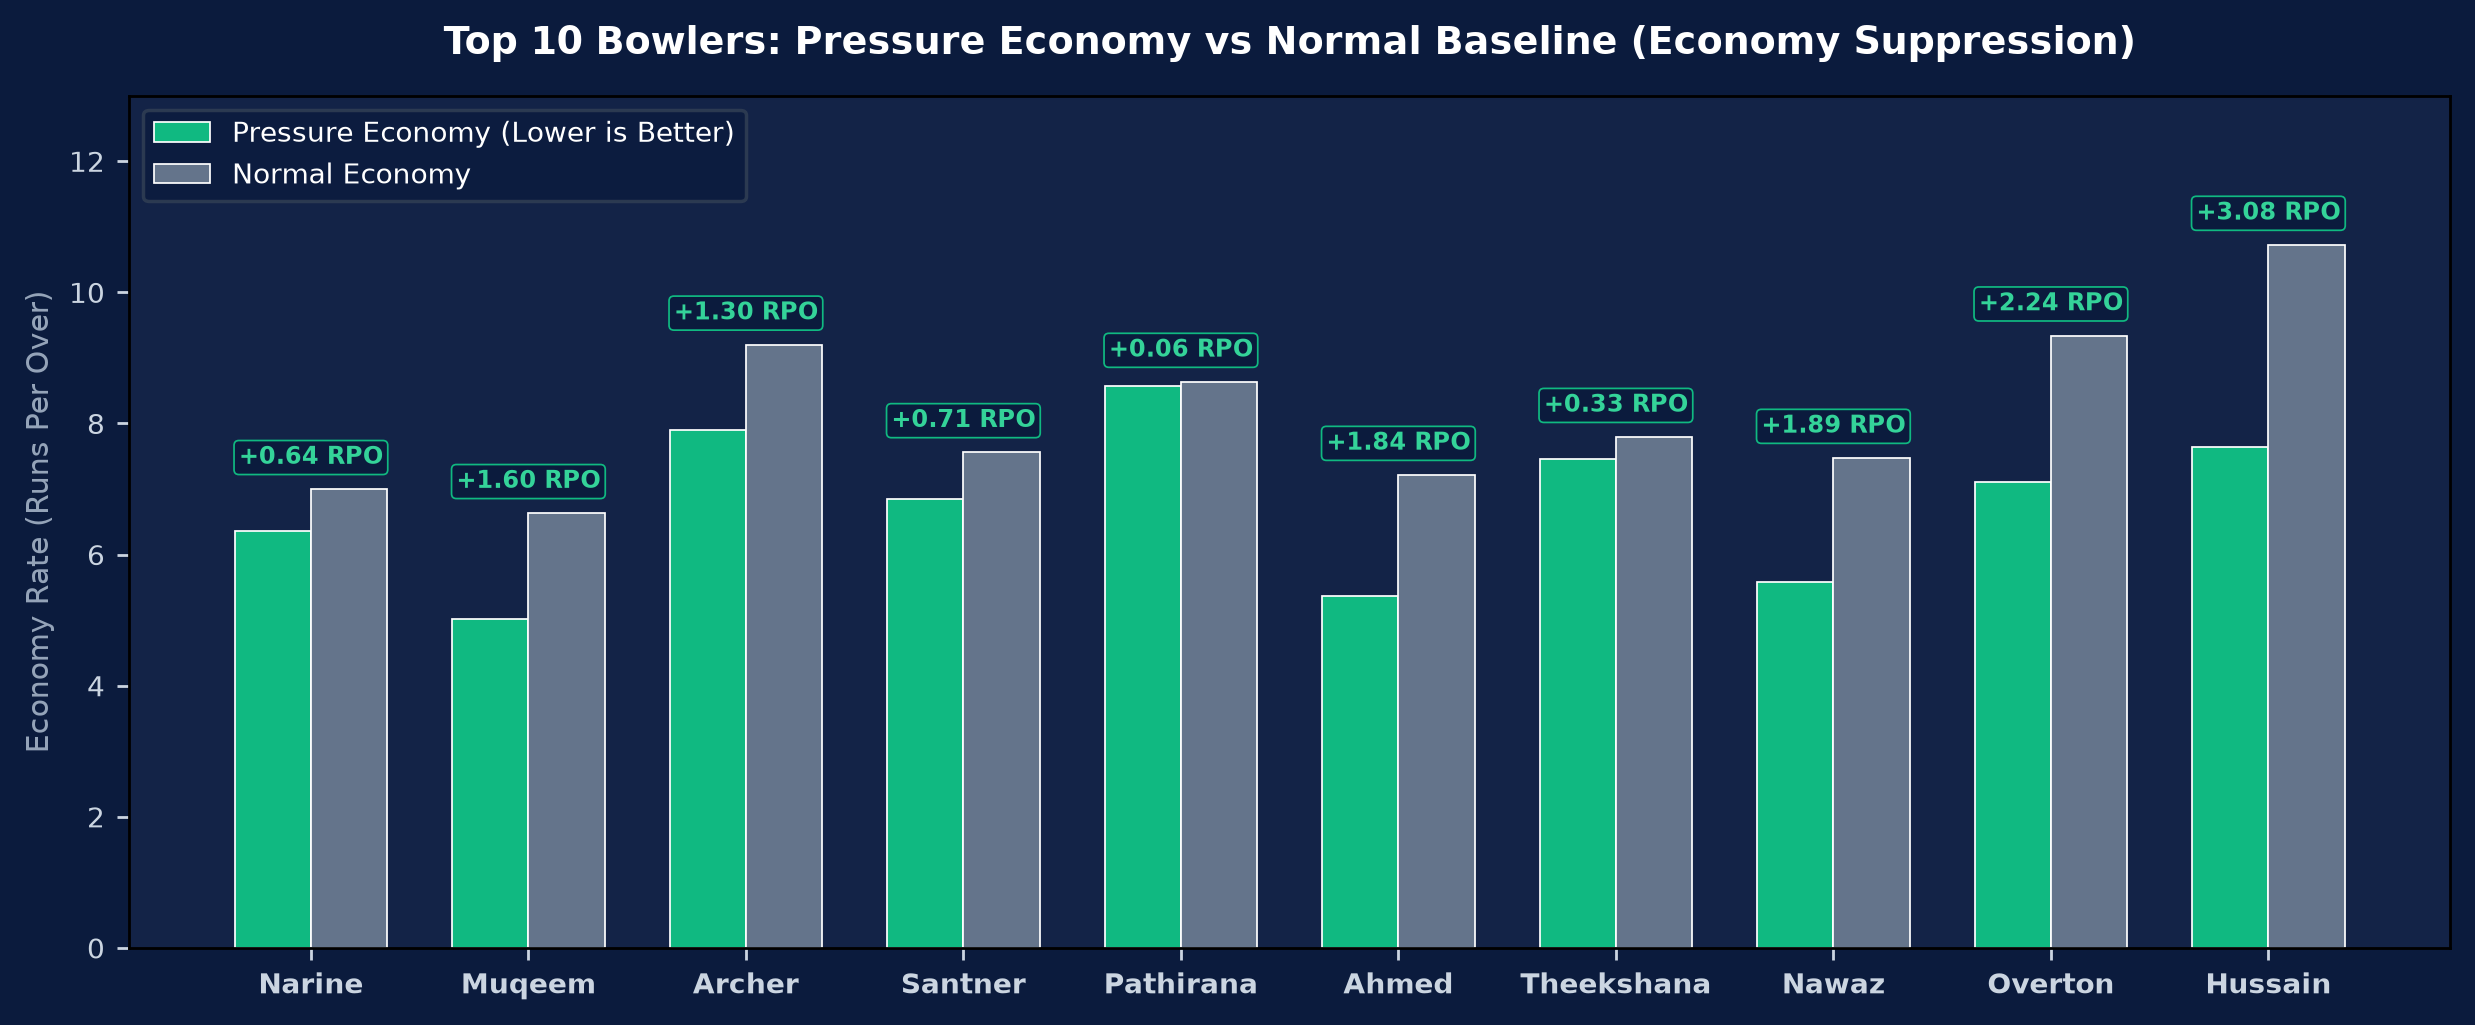 Top 10 Bowlers: Pressure Economy vs Normal Baseline (Economy Suppression)
Pressure Economy (Lower is Better)
Normal Economy
Economy Rate (Runs Per Over)
12
10
8
6
4
2
0
+0.64 RPO
+1.60 RPO
+1.30 RPO
+0.71 RPO
+0.06 RPO
+1.84 RPO
+0.33 RPO
+1.89 RPO
+2.24 RPO
+3.08 RPO
Narine
Muqeem
Archer
Santner
Pathirana
Ahmed
Theekshana
Nawaz
Overton
Hussain